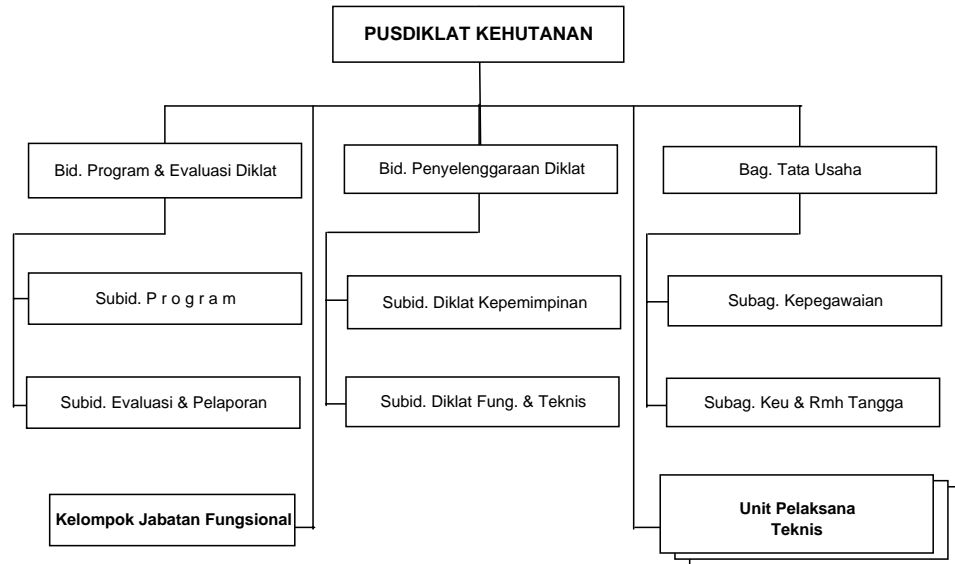 PUSDIKLAT KEHUTANAN
Bid. Program & Evaluasi Diklat
Bid. Penyelenggaraan Diklat
Bag. Tata Usaha
Subid. P r o g r a m
Subid. Diklat Kepemimpinan
Subag. Kepegawaian
Subid. Evaluasi & Pelaporan
Subid. Diklat Fung. & Teknis
Subag. Keu & Rmh Tangga
Kelompok Jabatan Fungsional
Unit Pelaksana
Teknis